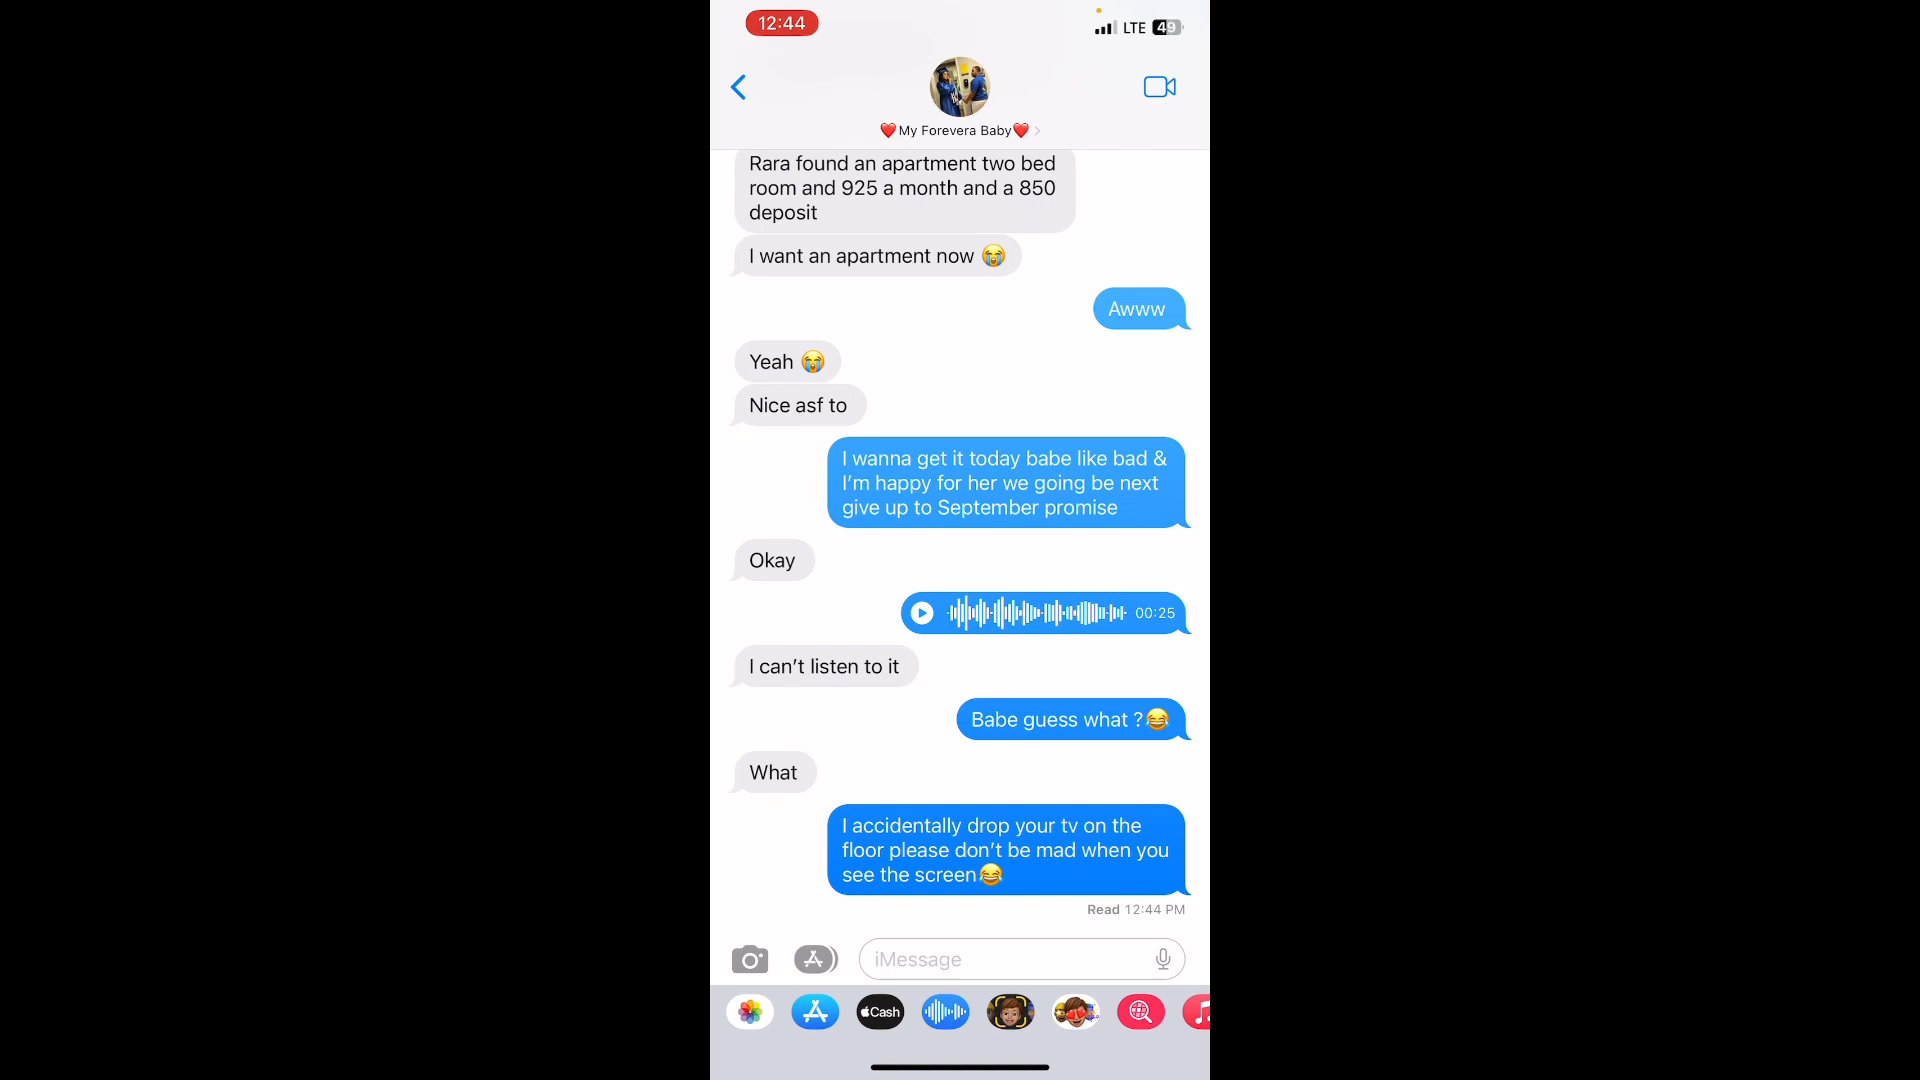 12:44
LTE 49
❤️My Forevera Baby❤️
Rara found an apartment two bed
room and 925 a month and a 850
deposit
I want an apartment now 😭
Awww
Yeah 😭
Nice asf to
I wanna get it today babe like bad &
I’m happy for her we going be next
give up to September promise
Okay
00:25
I can’t listen to it
Babe guess what ?😂
What
I accidentally drop your tv on the
floor please don’t be mad when you
see the screen😂
Read 12:44 PM
iMessage
Cash